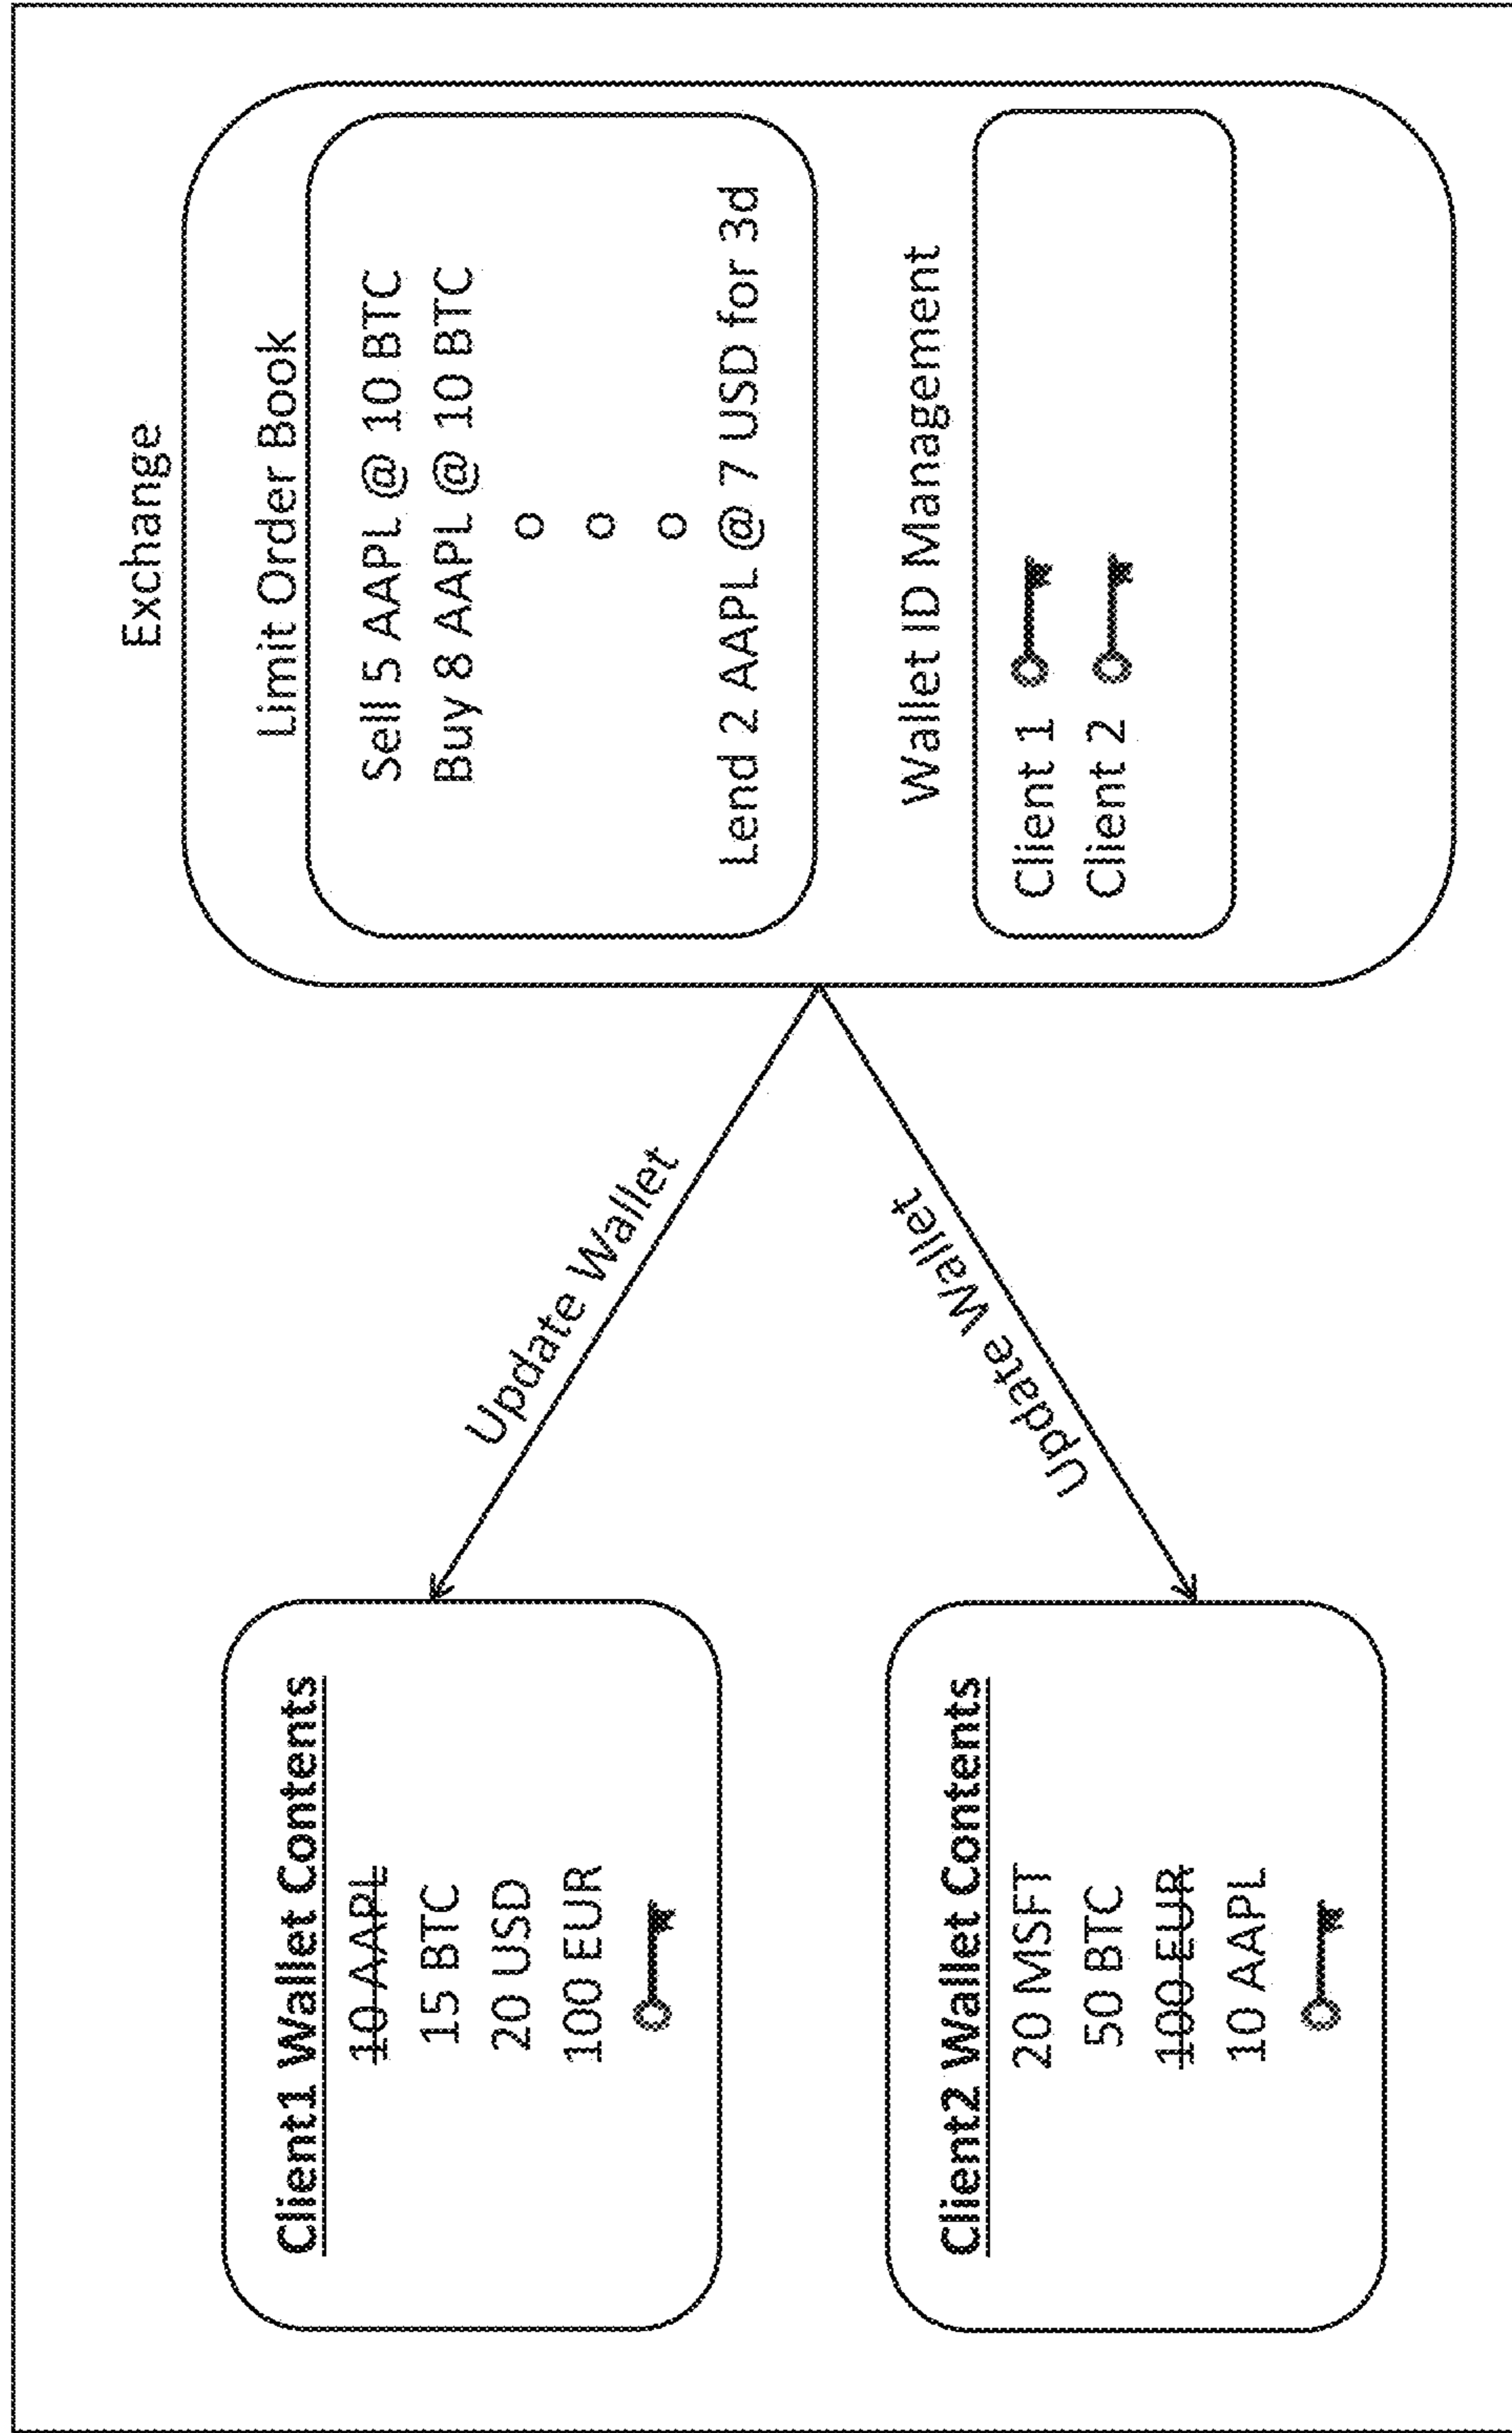 Client1 Wallet Contents
10 AAPL
15 BTC
20 USD
100 EUR
Client2 Wallet Contents
20 MSFT
50 BTC
100 EUR
10 AAPL
Update Wallet
Update Wallet
Exchange
Limit Order Book
Sell 5 AAPL @ 10 BTC
Buy 8 AAPL @ 10 BTC
Lend 2 AAPL @ 7 USD for 3d
Wallet ID Management
Client 1
Client 2